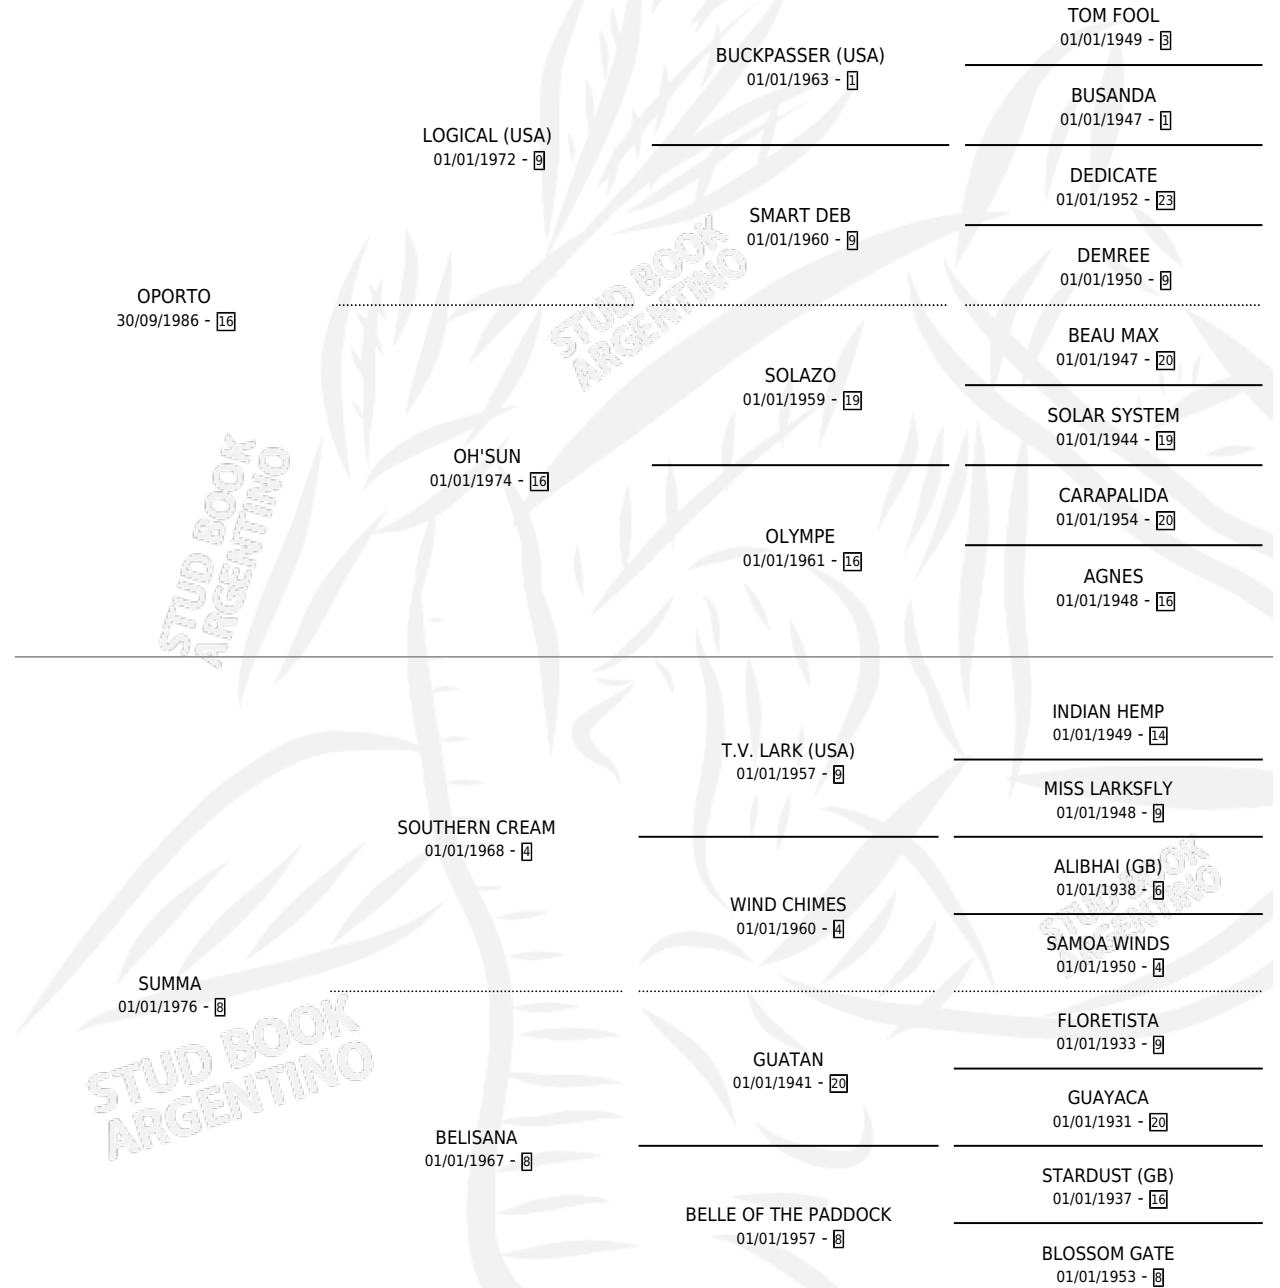 TOM FOOL
01/01/1949 - 3
BUCKPASSER (USA)
01/01/1963 - 1
BUSANDA
01/01/1947 - 1
LOGICAL (USA)
01/01/1972 - 9
DEDICATE
01/01/1952 - 23
SMART DEB
01/01/1960 - 9
DEMREE
01/01/1950 - 9
OPORTO
30/09/1986 - 16
BEAU MAX
01/01/1947 - 20
SOLAZO
01/01/1959 - 19
SOLAR SYSTEM
01/01/1944 - 19
OH'SUN
01/01/1974 - 16
CARAPALIDA
01/01/1954 - 20
OLYMPE
01/01/1961 - 16
AGNES
01/01/1948 - 16
INDIAN HEMP
01/01/1949 - 14
T.V. LARK (USA)
01/01/1957 - 9
MISS LARKSFLY
01/01/1948 - 9
SOUTHERN CREAM
01/01/1968 - 4
ALIBHAI (GB)
01/01/1938 - 6
WIND CHIMES
01/01/1960 - 4
SAMOA WINDS
01/01/1950 - 4
SUMMA
01/01/1976 - 8
FLORETISTA
01/01/1933 - 9
GUATAN
01/01/1941 - 20
GUAYACA
01/01/1931 - 20
BELISANA
01/01/1967 - 8
STARDUST (GB)
01/01/1937 - 16
BELLE OF THE PADDOCK
01/01/1957 - 8
BLOSSOM GATE
01/01/1953 - 8
STUD BOOK
ARGENTINO
STUD BOOK
ARGENTINO
STUD BOOK
ARGENTINO
STUD BOOK
ARGENTINO